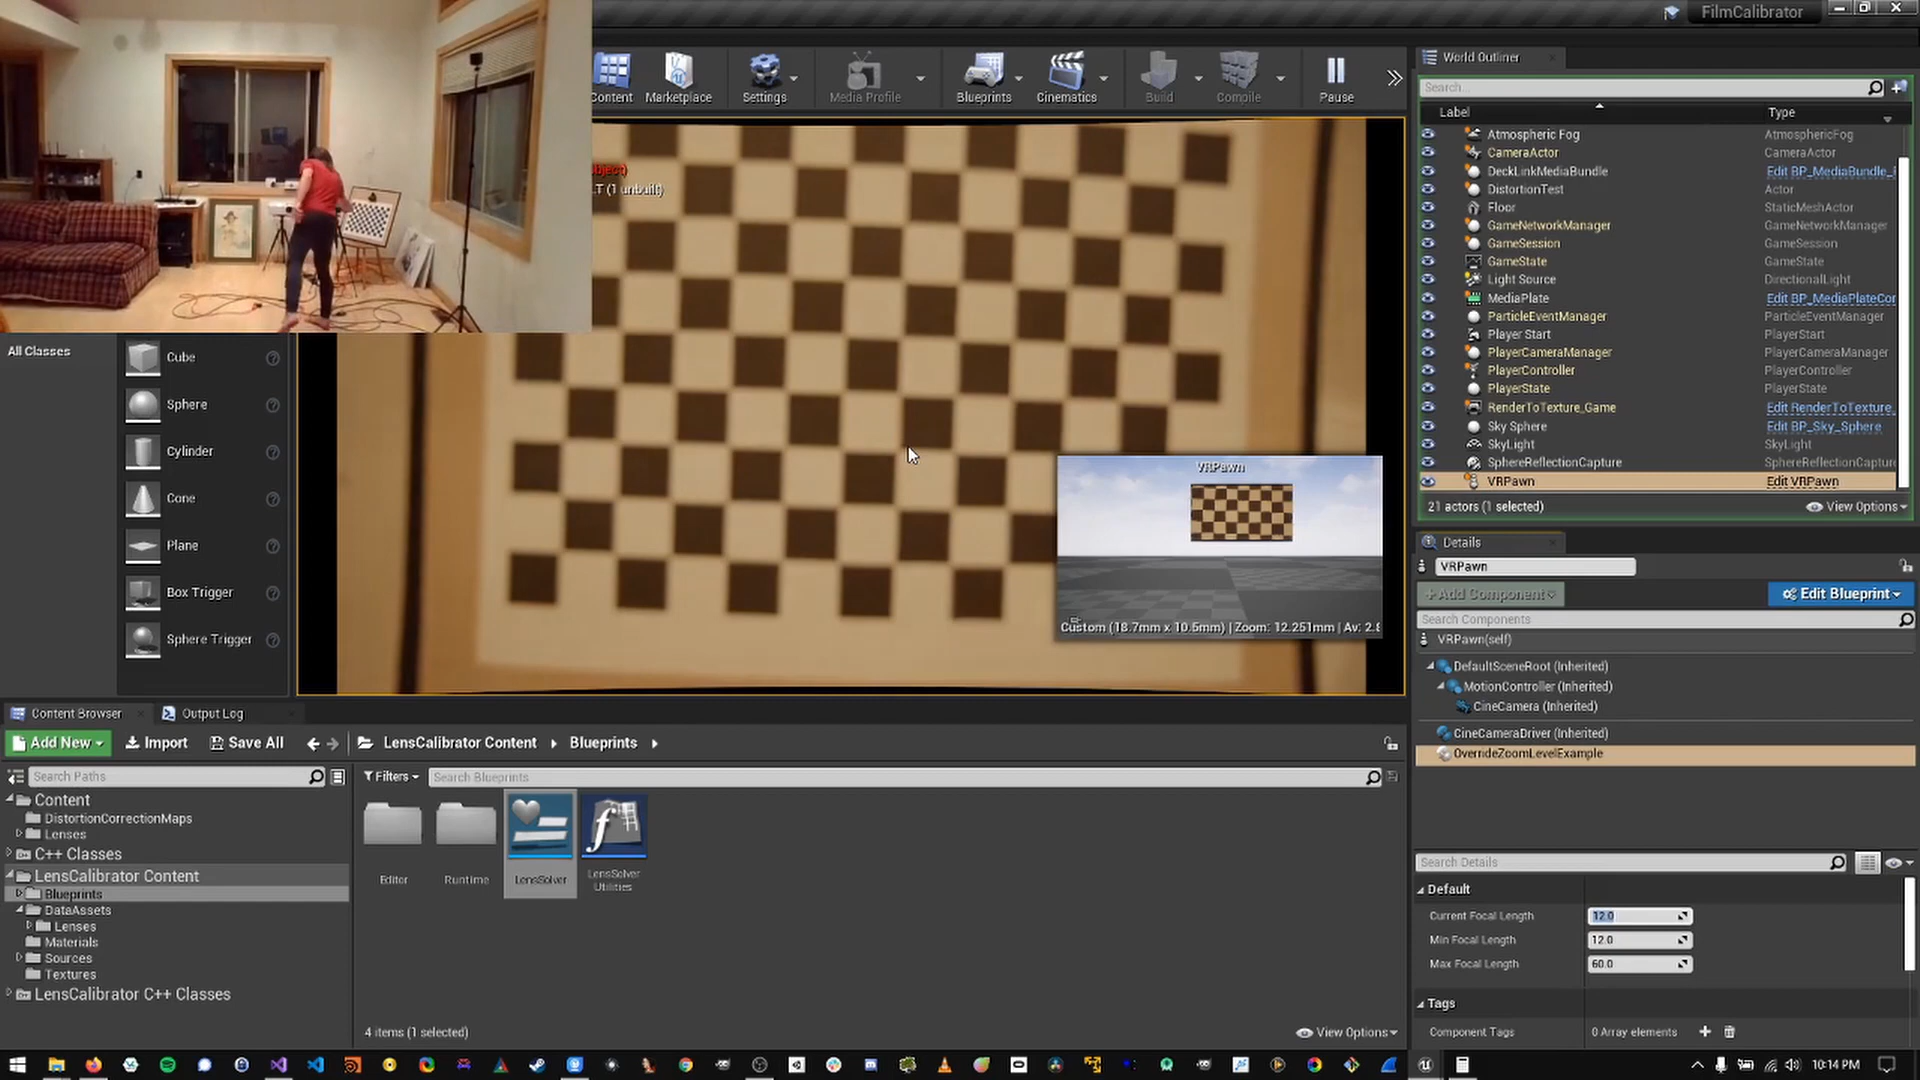 FilmCalibrator
Content
Marketplace
Settings
Media Profile
Blueprints
Cinematics
Build
Compile
Pause
World Outliner
Search...
Label
Type
Atmospheric Fog
AtmosphericFog
CameraActor
CameraActor
DeckLinkMediaBundle
Edit BP_MediaBundle_
DistortionTest
Actor
Floor
StaticMeshActor
GameNetworkManager
GameNetworkManager
GameSession
GameSession
GameState
GameState
Light Source
DirectionalLight
MediaPlate
Edit BP_MediaPlateCor
ParticleEventManager
ParticleEventManager
Player Start
PlayerStart
PlayerCameraManager
PlayerCameraManager
PlayerController
PlayerController
PlayerState
PlayerState
RenderToTexture_Game
Edit RenderToTexture_
Sky Sphere
Edit BP_Sky_Sphere
SkyLight
SkyLight
SphereReflectionCapture
SphereReflectionCapture
VRPawn
Edit VRPawn
21 actors (1 selected)
View Options
bject)
LT (1 unbuilt)
All Classes
Cube
Sphere
Cylinder
Cone
Plane
Box Trigger
Sphere Trigger
VRPawn
Custom (18.7mm x 10.5mm) | Zoom: 12.251mm | Av: 2.8
Details
VRPawn
+Add Component
Edit Blueprint
Search Components
VRPawn(self)
DefaultSceneRoot (Inherited)
MotionController (Inherited)
CineCamera (Inherited)
CineCameraDriver (Inherited)
OverrideZoomLevelExample
Search Details
Default
Current Focal Length
12.0
Min Focal Length
12.0
Max Focal Length
60.0
Tags
Component Tags
0 Array elements
Content Browser
Output Log
Add New
Import
Save All
LensCalibrator Content
Blueprints
Search Paths
Filters
Search Blueprints
Content
DistortionCorrectionMaps
Lenses
C++ Classes
LensCalibrator Content
Blueprints
DataAssets
Lenses
Materials
Sources
Textures
LensCalibrator C++ Classes
Editor
Runtime
LensSolver
LensSolver
Utilities
4 items (1 selected)
View Options
10:14 PM